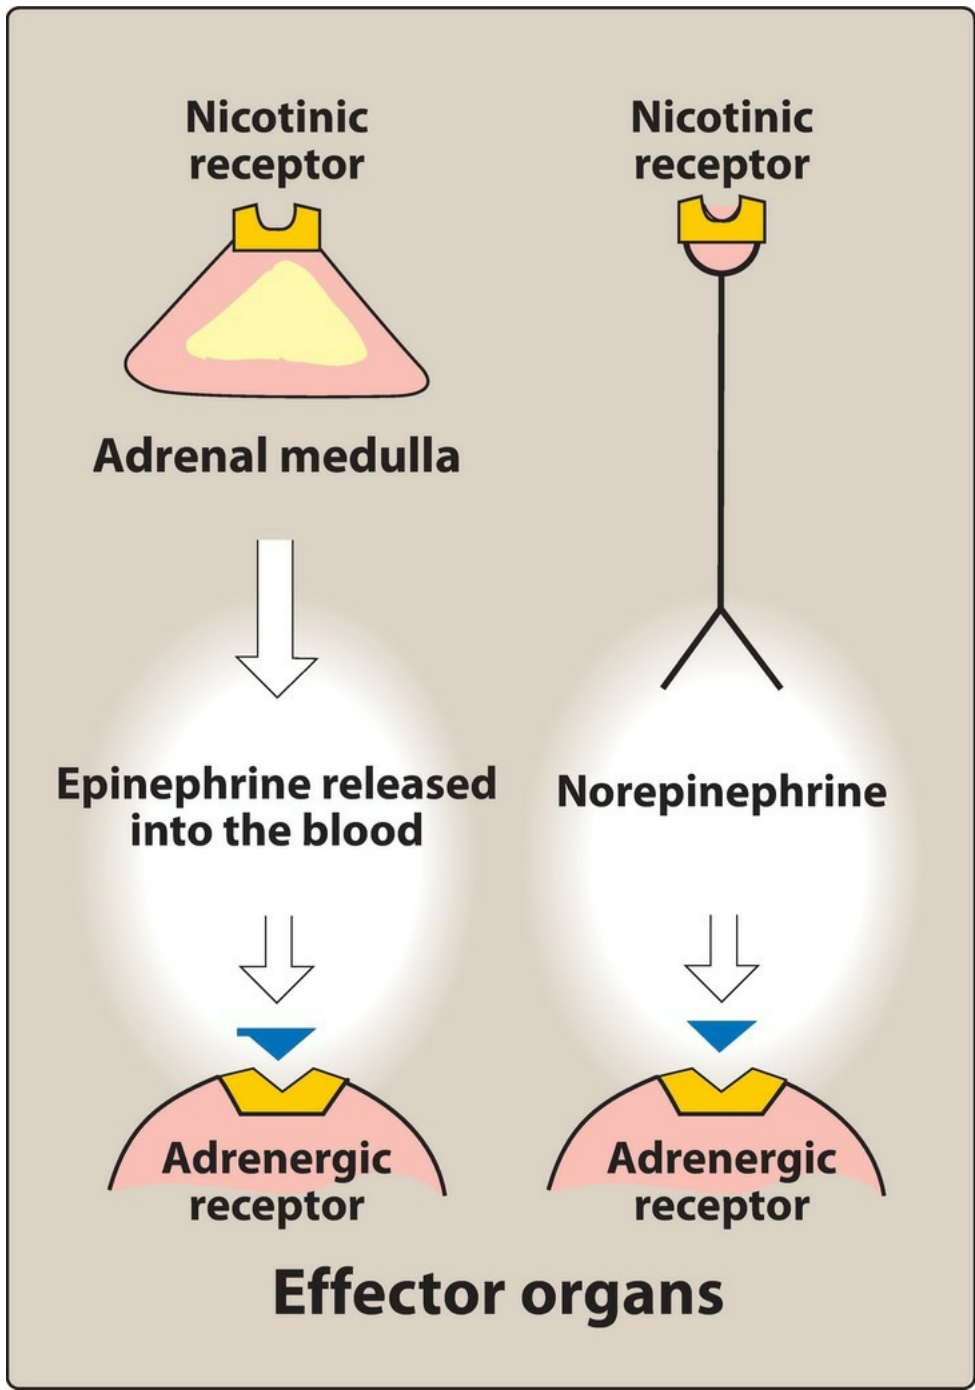 Nicotinic
receptor
Adrenal medulla
Epinephrine released
into the blood
Adrenergic
receptor
Nicotinic
receptor
Norepinephrine
Adrenergic
receptor
Effector organs